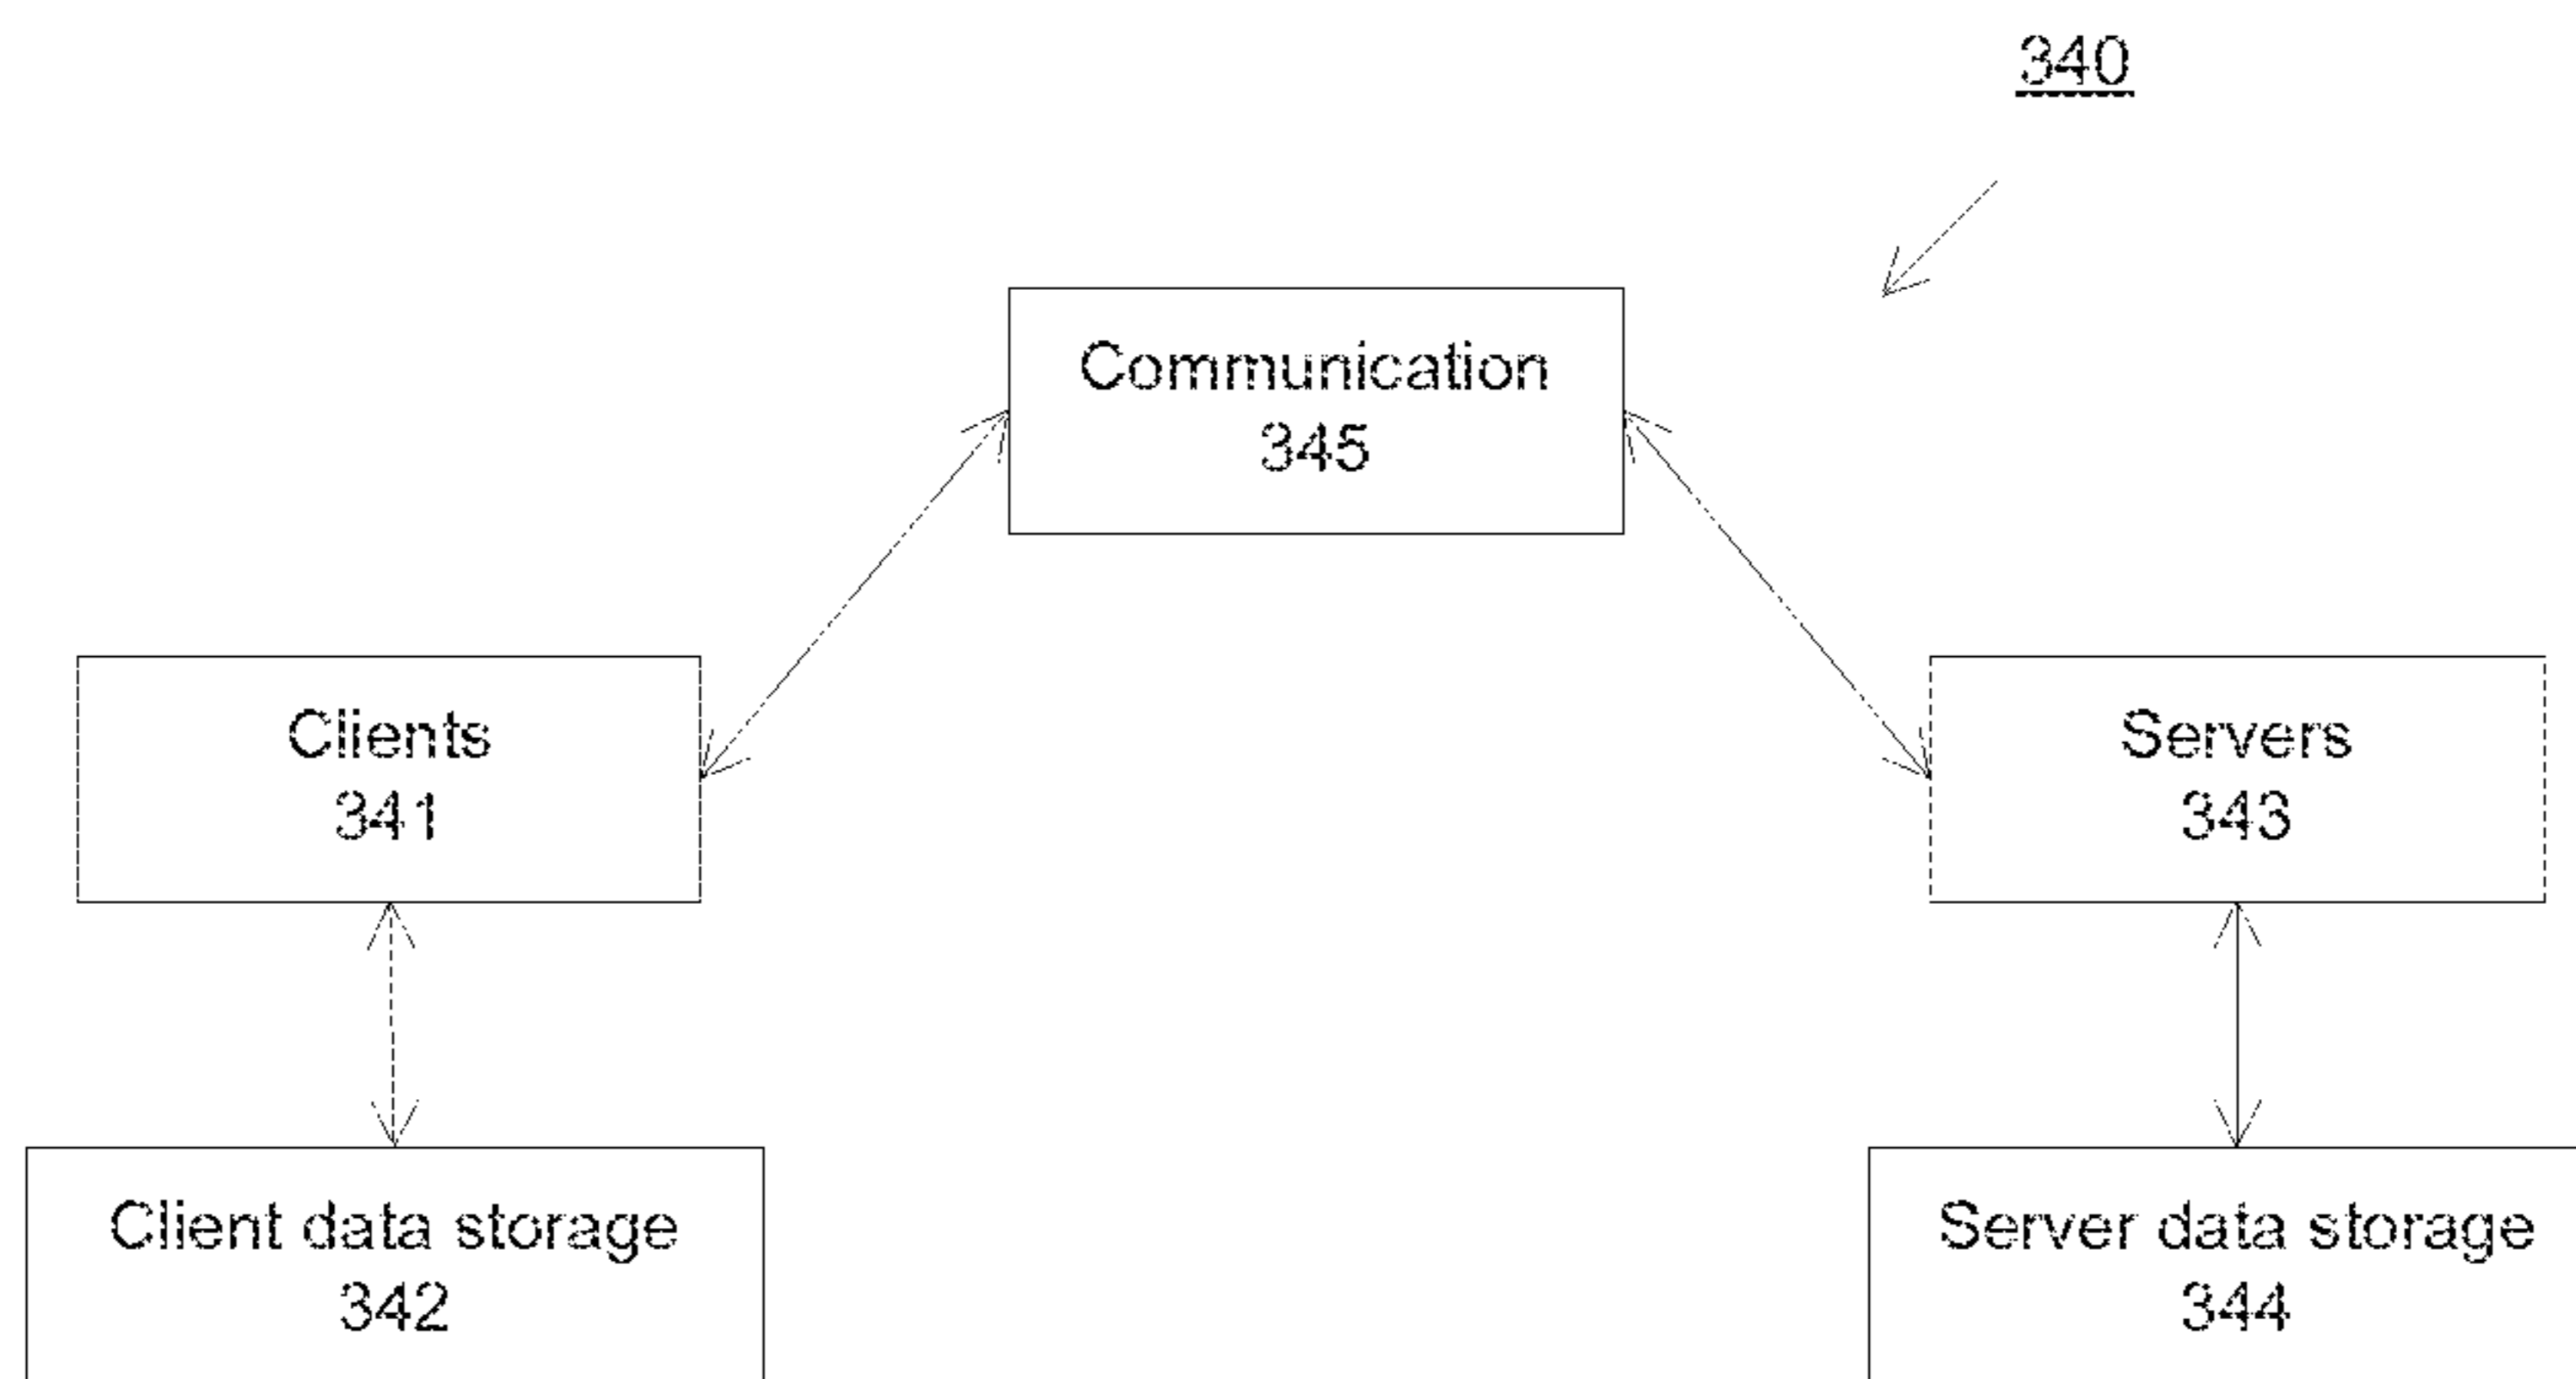 340
Communication
345
Clients
341
Servers
343
Client data storage
342
Server data storage
344